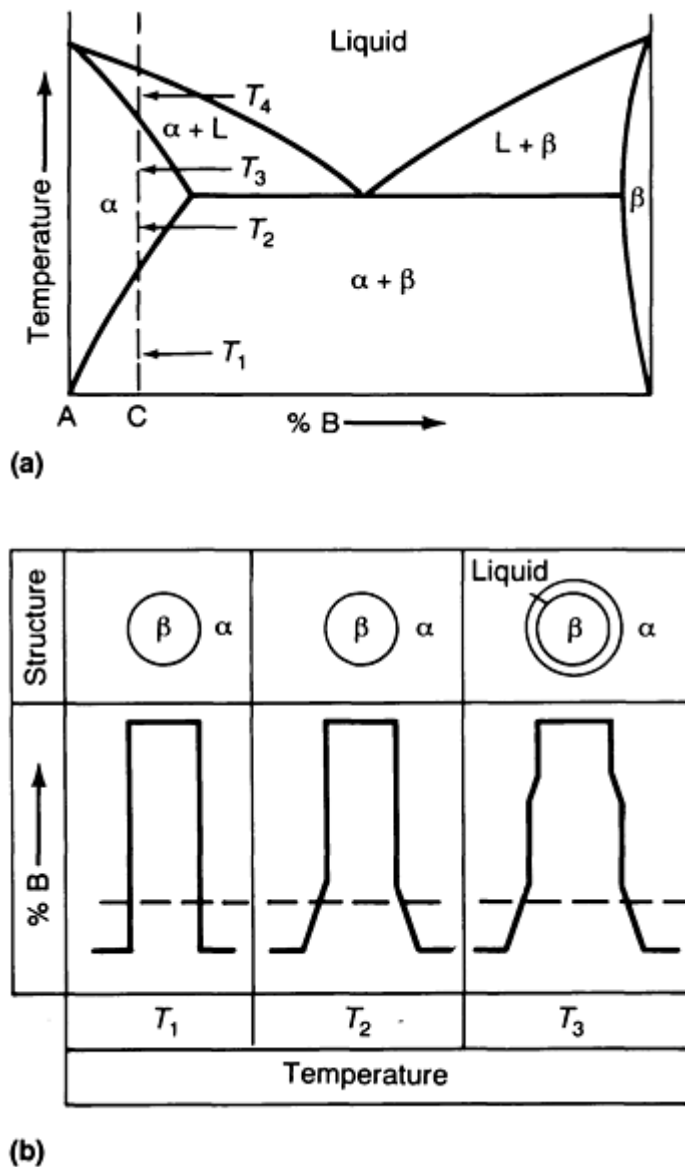 Liquid
T4
α + L
L + β
T3
α
β
T2
α + β
T1
Temperature
A
C
% B
(a)
Structure
β
α
β
α
Liquid
β
α
% B
T1
T2
T3
Temperature
(b)